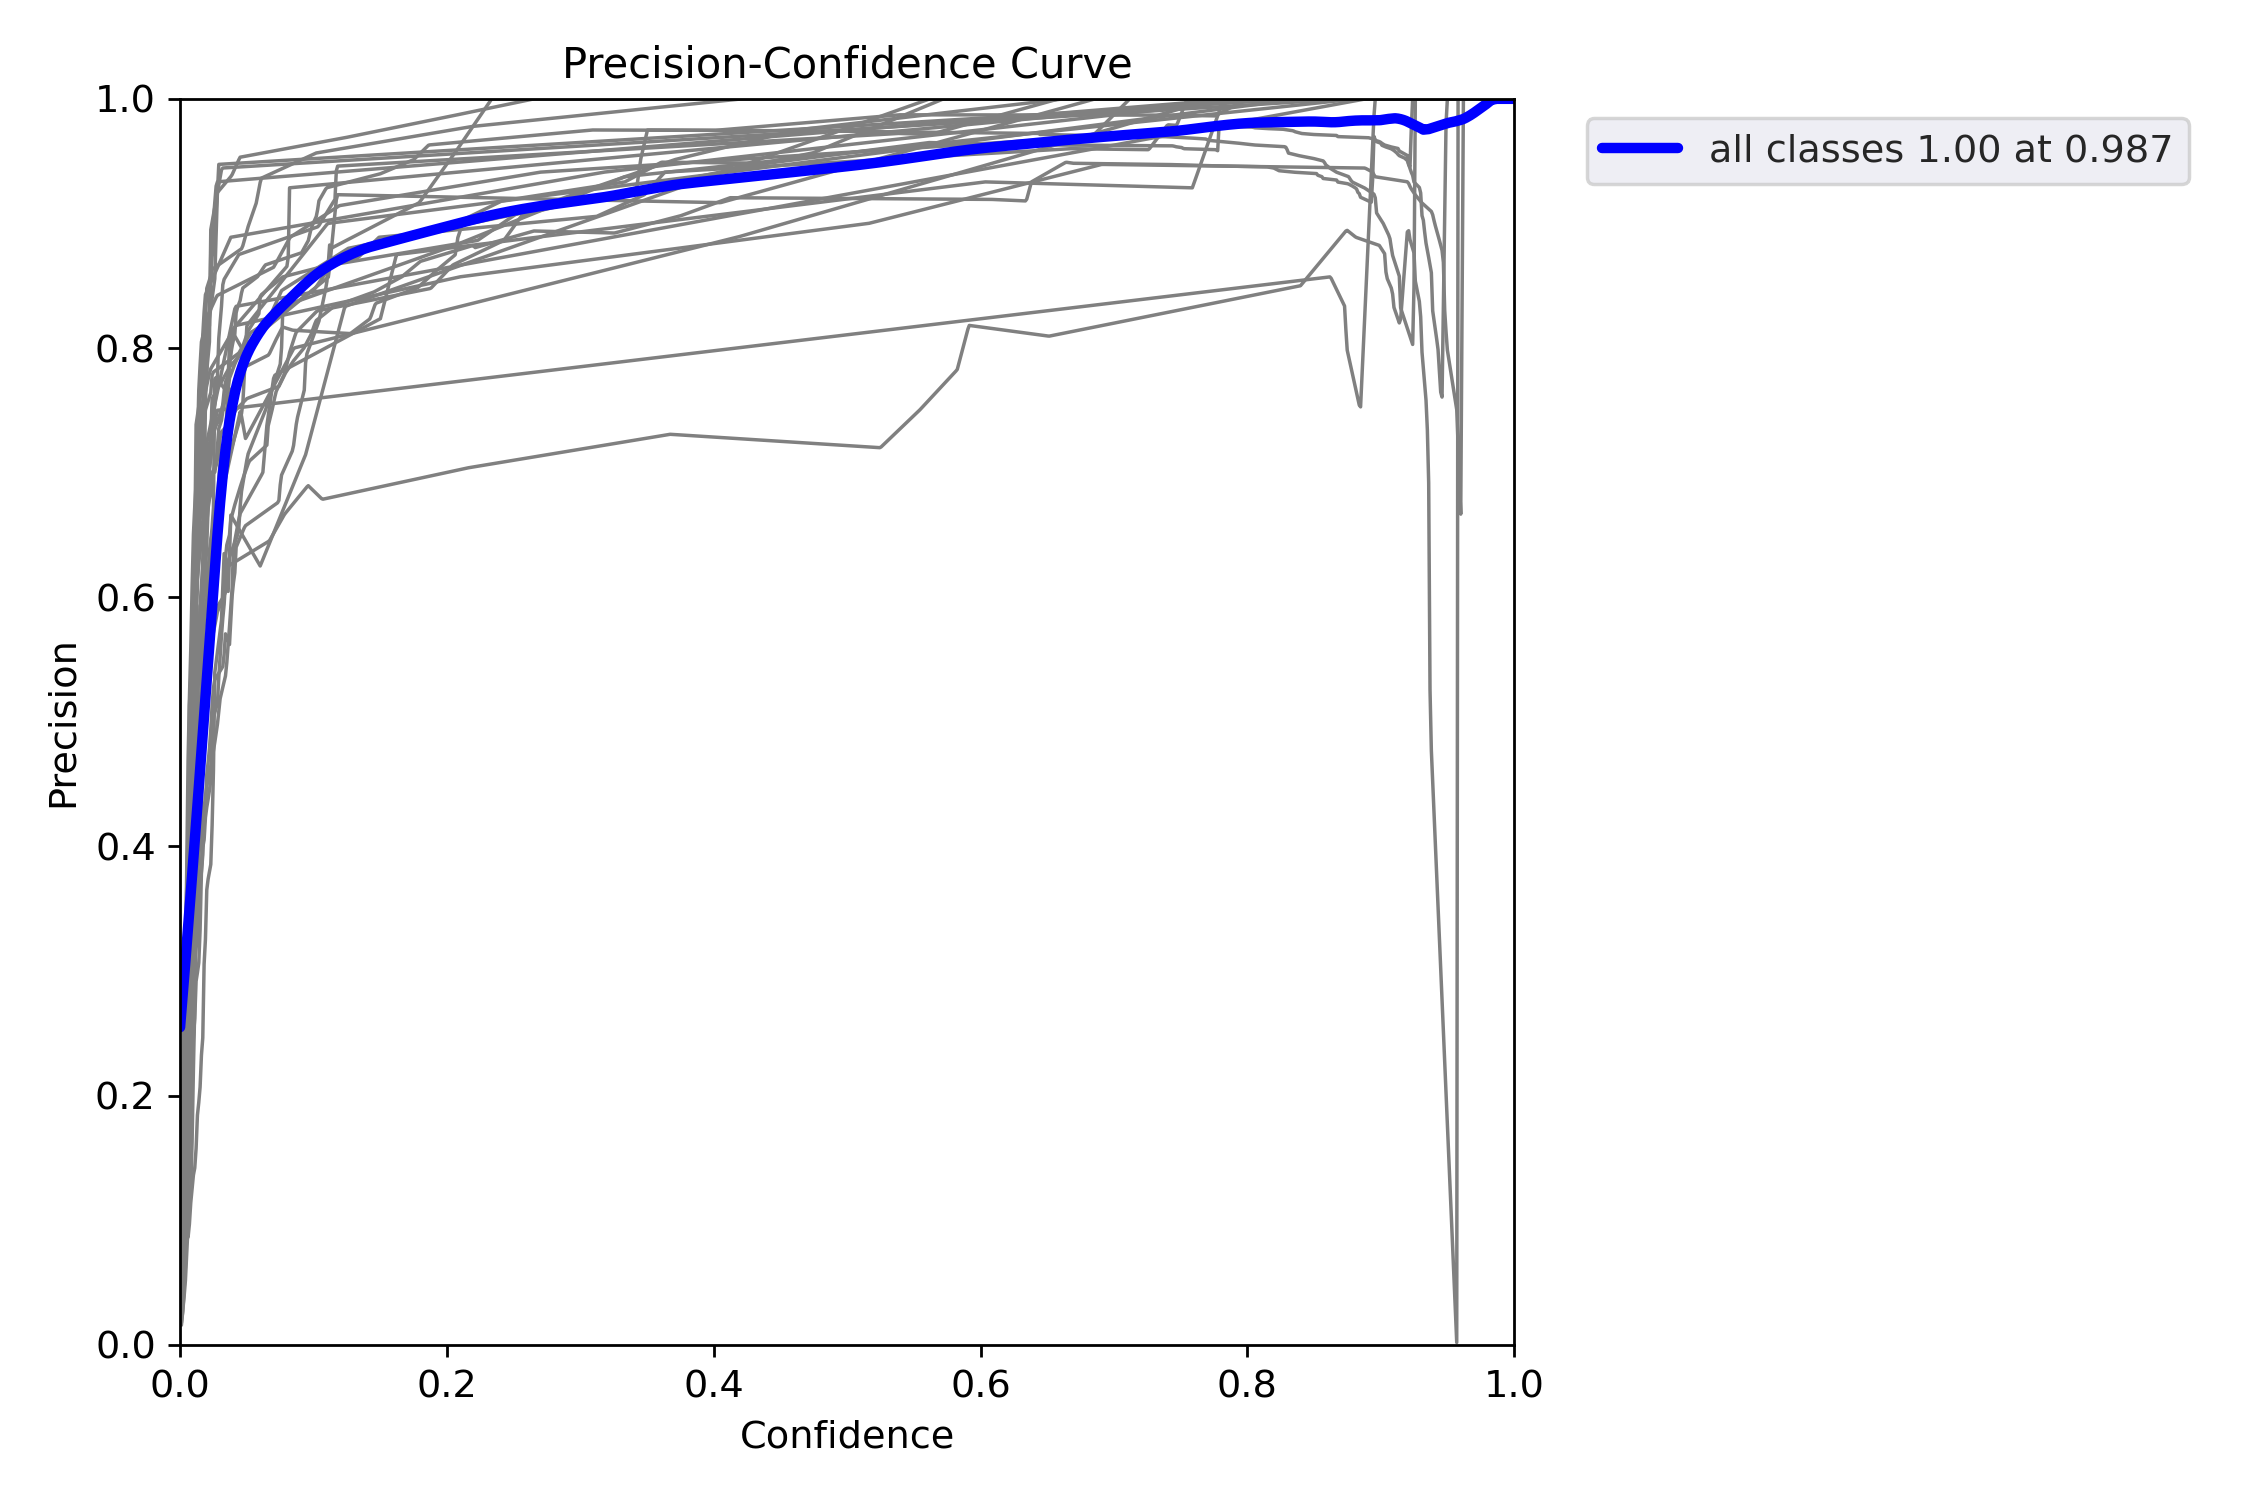 Precision-Confidence Curve
1.0
0.8
0.6
0.4
0.2
0.0
Precision
0.0 0.2 0.4 0.6 0.8 1.0
Confidence
all classes 1.00 at 0.987